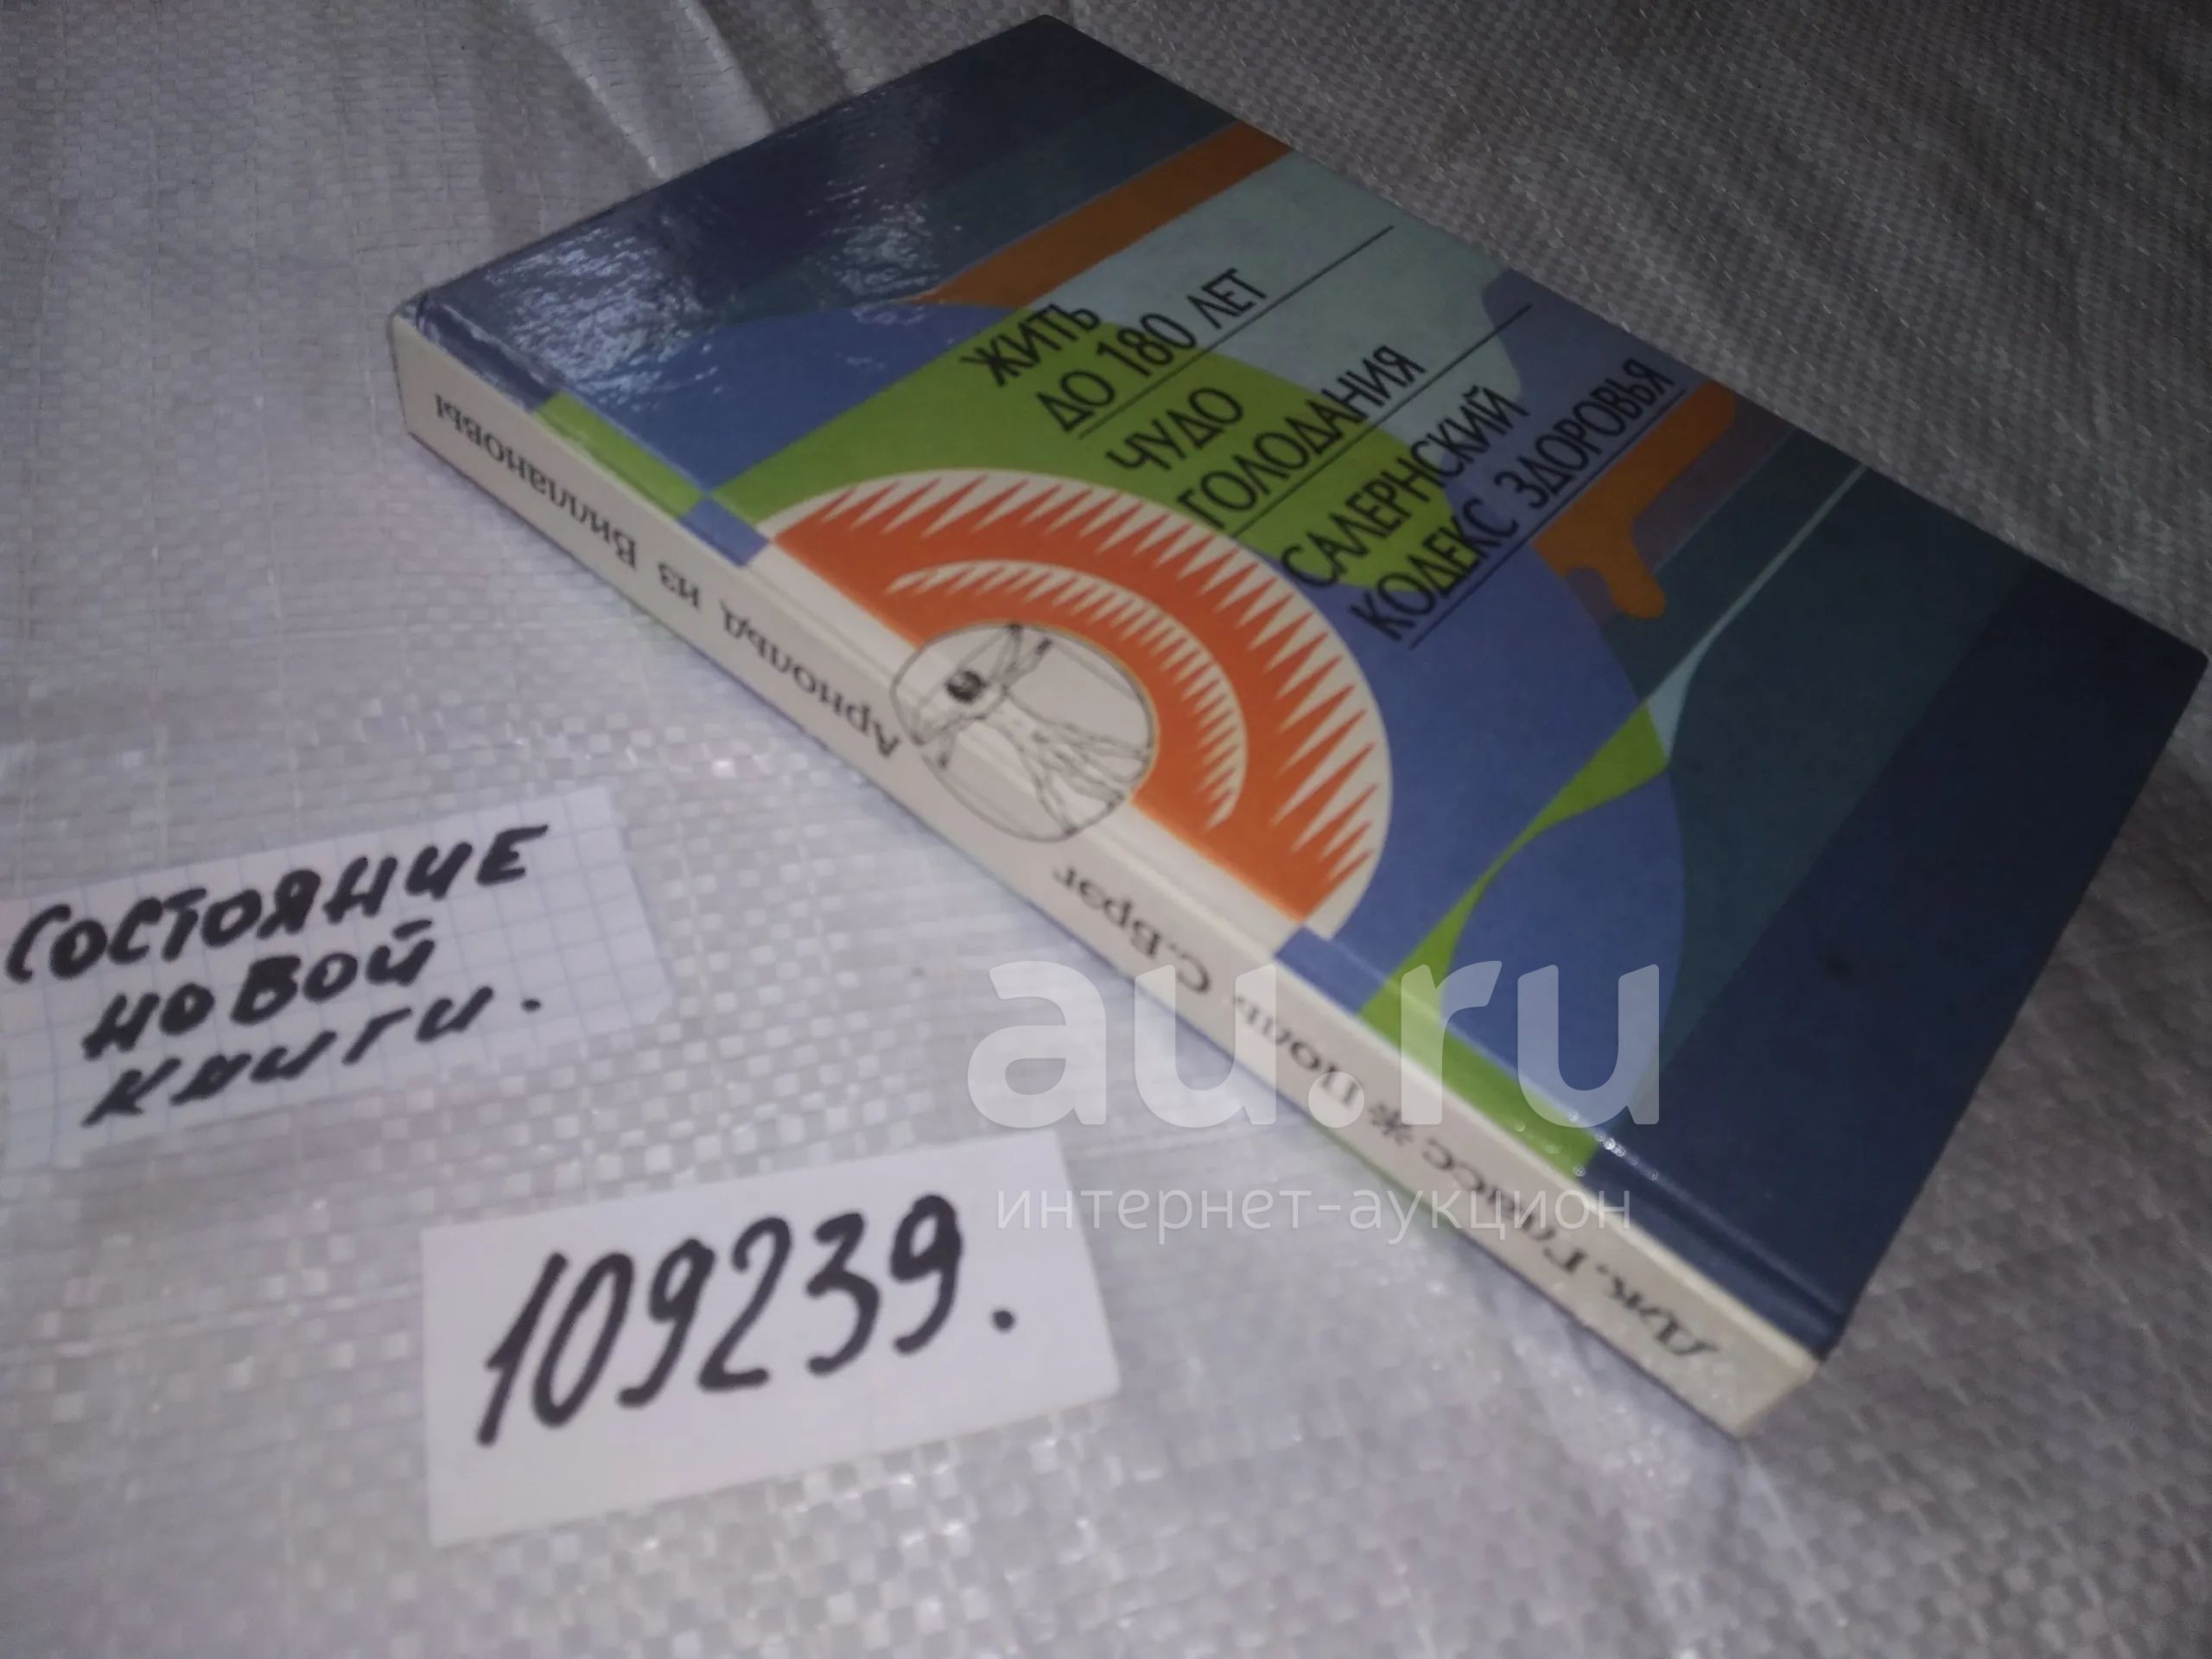 ЖИТЬ
ДО 180 ЛЕТ
ЧУДО
ГОЛОДАНИЯ
САЛЕРНСКИЙ
КОДЕКС ЗДОРОВЬЯ
Дж. Гласс * Поль С.Брэг
Арнольд из Виллановы
СОСТОЯНИЕ
НОВОЙ
КНИГИ.
109239.
au.ru
интернет-аукцион